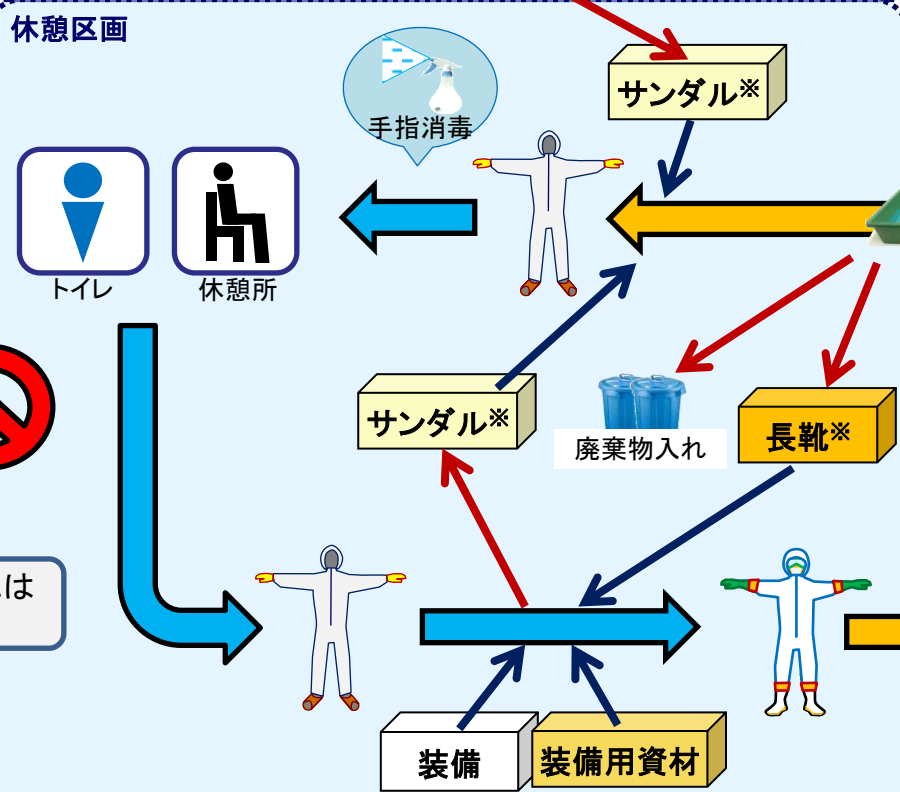 休憩区画
サンダル※
手指消毒
トイレ
休憩所
サンダル※
廃棄物入れ
長靴※
は
装備
装備用資材